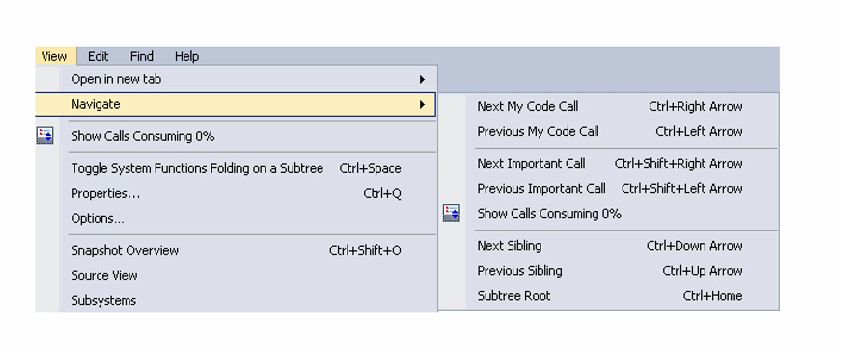 View Edit Find Help
Open in new tab
Navigate
Show Calls Consuming 0%
Toggle System Functions Folding on a Subtree Ctrl+Space
Properties... Ctrl+Q
Options...
Snapshot Overview Ctrl+Shift+O
Source View
Subsystems
Next My Code Call Ctrl+Right Arrow
Previous My Code Call Ctrl+Left Arrow
Next Important Call Ctrl+Shift+Right Arrow
Previous Important Call Ctrl+Shift+Left Arrow
Show Calls Consuming 0%
Next Sibling Ctrl+Down Arrow
Previous Sibling Ctrl+Up Arrow
Subtree Root Ctrl+Home